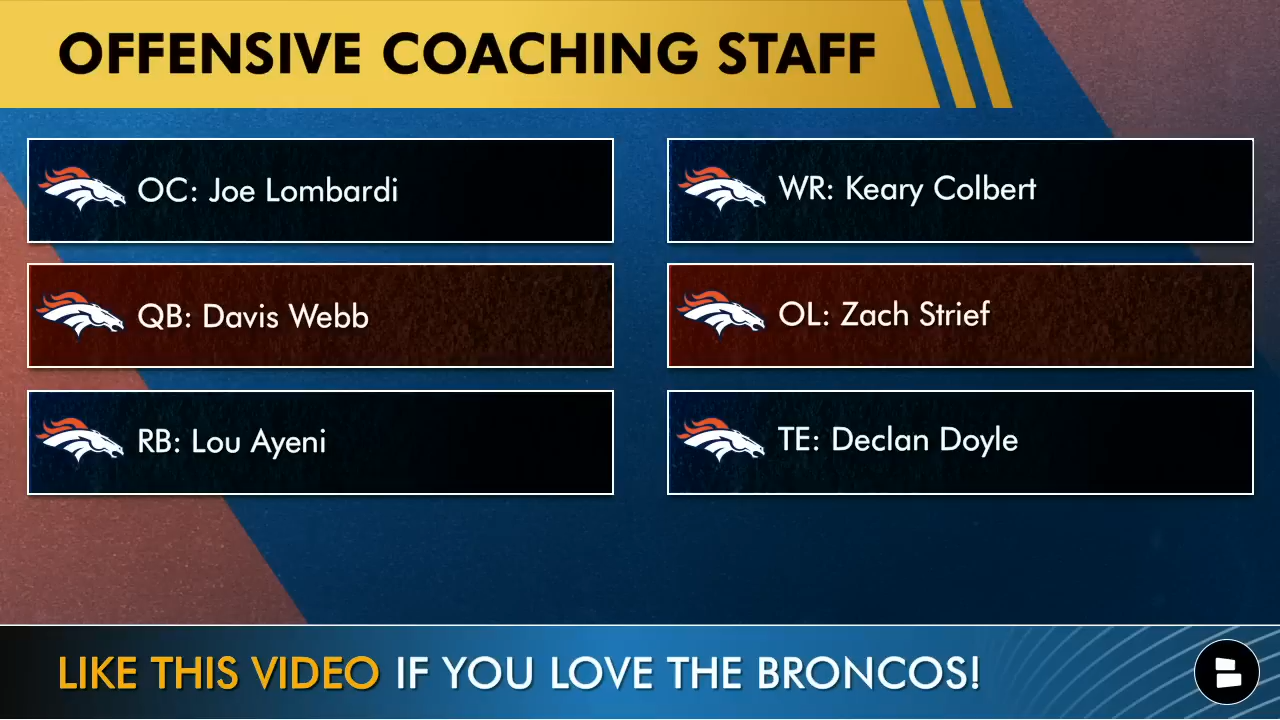 OFFENSIVE COACHING STAFF
OC: Joe Lombardi
WR: Keary Colbert
QB: Davis Webb
OL: Zach Strief
RB: Lou Ayeni
TE: Declan Doyle
LIKE THIS VIDEO IF YOU LOVE THE BRONCOS!